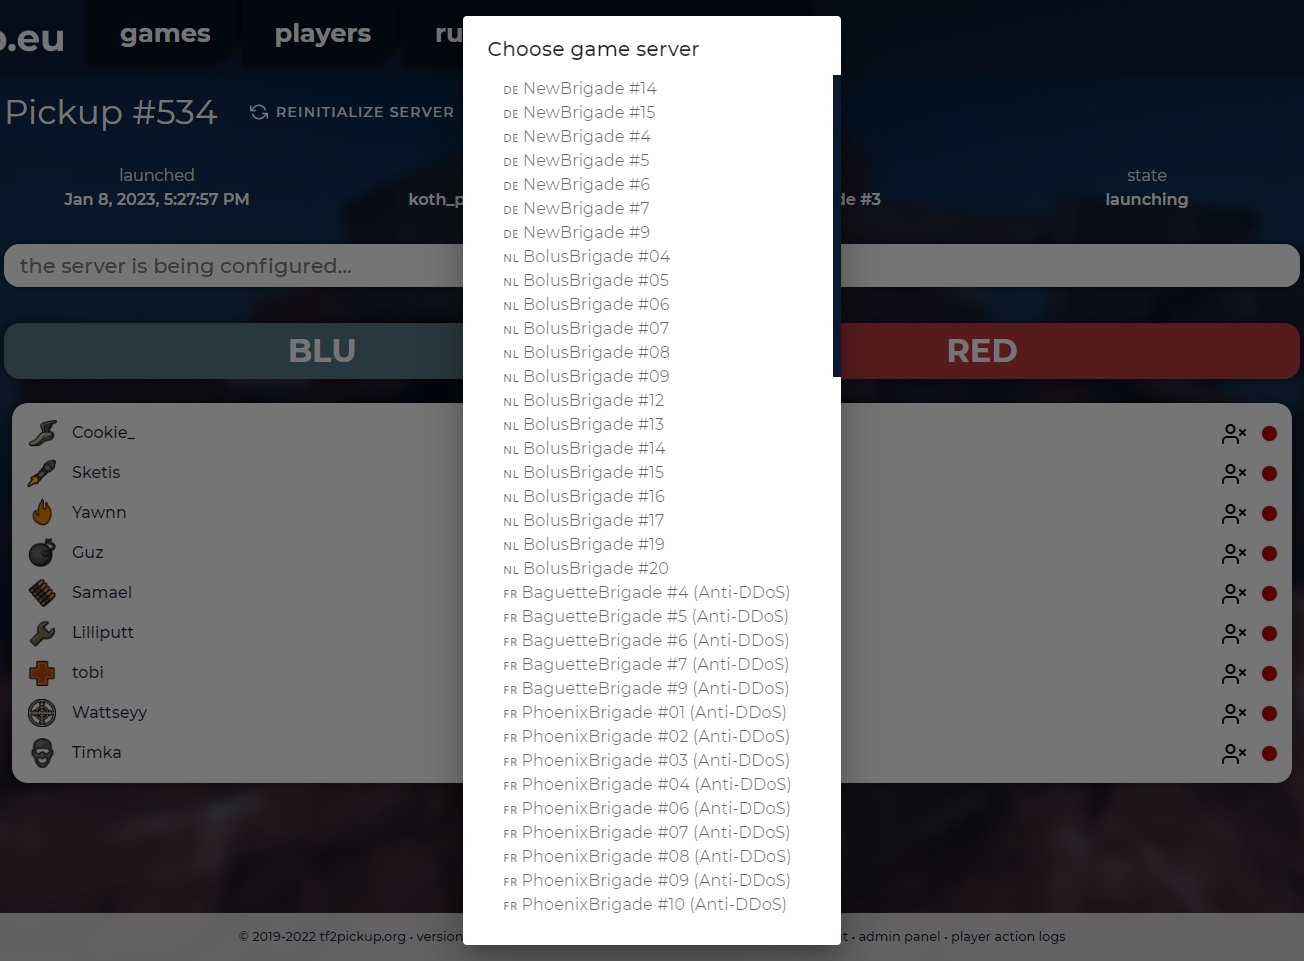 .eu
games
players
ru
Choose game server
Pickup #534
REINITIALIZE SERVER
launched
Jan 8, 2023, 5:27:57 PM
koth_p
de #3
state
launching
the server is being configured...
BLU
RED
Cookie_
Sketis
Yawnn
Guz
Samael
Lilliputt
tobi
Wattseyy
Timka
DE NewBrigade #14
DE NewBrigade #15
DE NewBrigade #4
DE NewBrigade #5
DE NewBrigade #6
DE NewBrigade #7
DE NewBrigade #9
NL BolusBrigade #04
NL BolusBrigade #05
NL BolusBrigade #06
NL BolusBrigade #07
NL BolusBrigade #08
NL BolusBrigade #09
NL BolusBrigade #12
NL BolusBrigade #13
NL BolusBrigade #14
NL BolusBrigade #15
NL BolusBrigade #16
NL BolusBrigade #17
NL BolusBrigade #19
NL BolusBrigade #20
FR BaguetteBrigade #4 (Anti-DDoS)
FR BaguetteBrigade #5 (Anti-DDoS)
FR BaguetteBrigade #6 (Anti-DDoS)
FR BaguetteBrigade #7 (Anti-DDoS)
FR BaguetteBrigade #9 (Anti-DDoS)
FR PhoenixBrigade #01 (Anti-DDoS)
FR PhoenixBrigade #02 (Anti-DDoS)
FR PhoenixBrigade #03 (Anti-DDoS)
FR PhoenixBrigade #04 (Anti-DDoS)
FR PhoenixBrigade #06 (Anti-DDoS)
FR PhoenixBrigade #07 (Anti-DDoS)
FR PhoenixBrigade #08 (Anti-DDoS)
FR PhoenixBrigade #09 (Anti-DDoS)
FR PhoenixBrigade #10 (Anti-DDoS)
© 2019-2022 tf2pickup.org • version
t • admin panel • player action logs